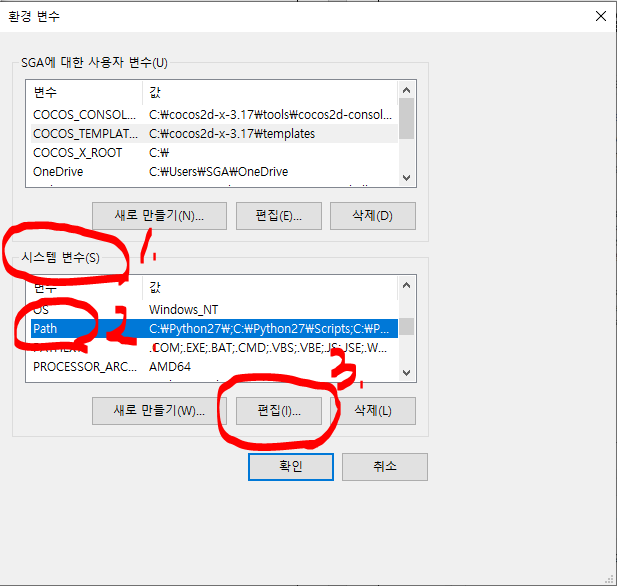 환경 변수
SGA에 대한 사용자 변수(U)
변수 값
COCOS_CONSOL... C:₩cocos2d-x-3.17₩tools₩cocos2d-consol...
COCOS_TEMPLAT... C:₩cocos2d-x-3.17₩templates
COCOS_X_ROOT C:₩
OneDrive C:₩Users₩SGA₩OneDrive
새로 만들기(N)... 편집(E)... 삭제(D)
시스템 변수(S) 1.
변수 값
OS Windows_NT
Path C:₩Python27₩;C:₩Python27₩Scripts;C:₩P... 2.
PATHEXT .COM;.EXE;.BAT;.CMD;.VBS;.VBE;.JS;.JSE;.W...
PROCESSOR_ARC... AMD64
3.
새로 만들기(W)... 편집(I)... 삭제(L)
확인 취소